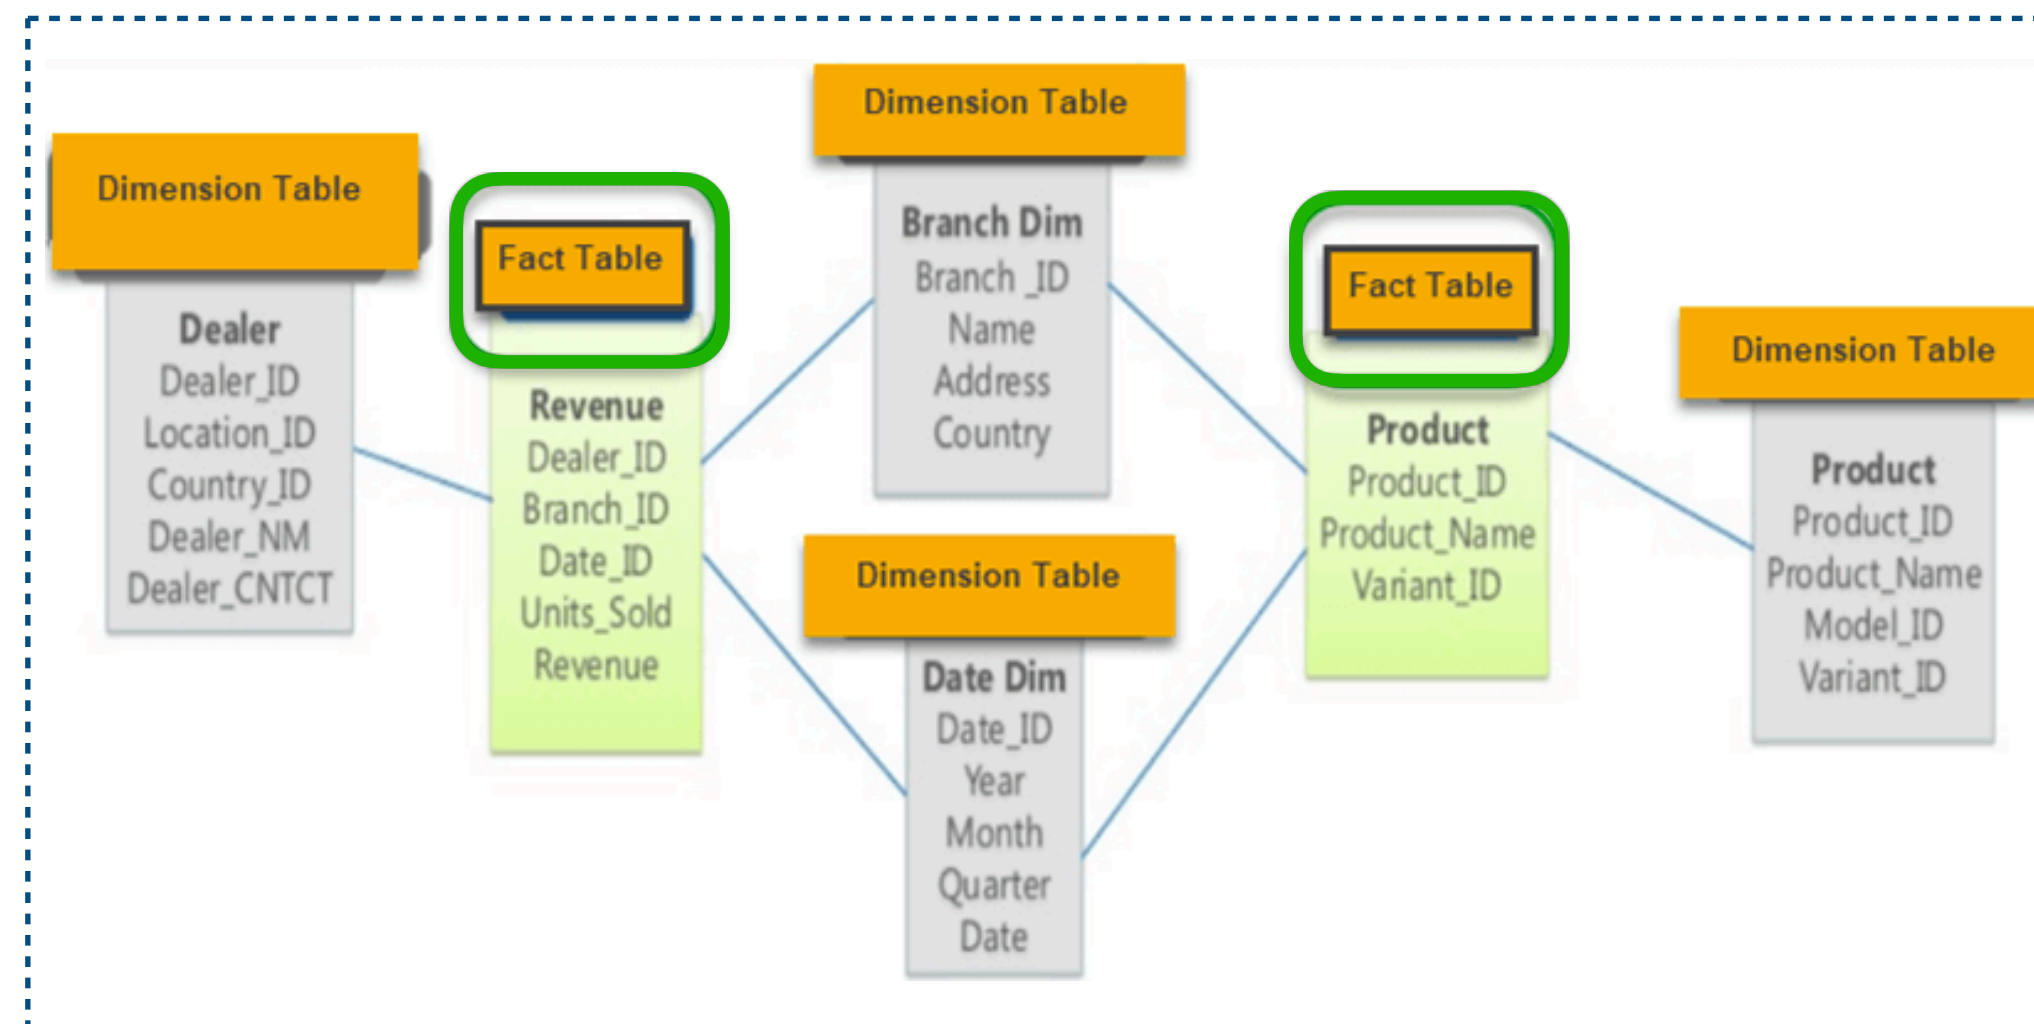 Dimension Table
Dealer
Dealer_ID
Location_ID
Country_ID
Dealer_NM
Dealer_CNTCT
Fact Table
Revenue
Dealer_ID
Branch_ID
Date_ID
Units_Sold
Revenue
Dimension Table
Branch Dim
Branch _ID
Name
Address
Country
Dimension Table
Date Dim
Date_ID
Year
Month
Quarter
Date
Fact Table
Product
Product_ID
Product_Name
Variant_ID
Dimension Table
Product
Product_ID
Product_Name
Model_ID
Variant_ID